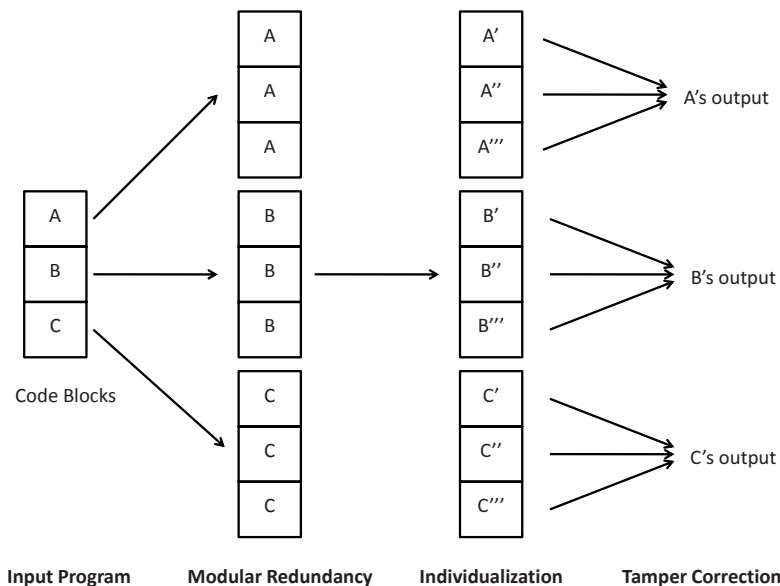 A
A
A
A'
A''
A'''
A's output
A
B
C
Code Blocks
B
B
B
B'
B''
B'''
B's output
C
C
C
C'
C''
C'''
C's output
Input Program
Modular Redundancy
Individualization
Tamper Correction